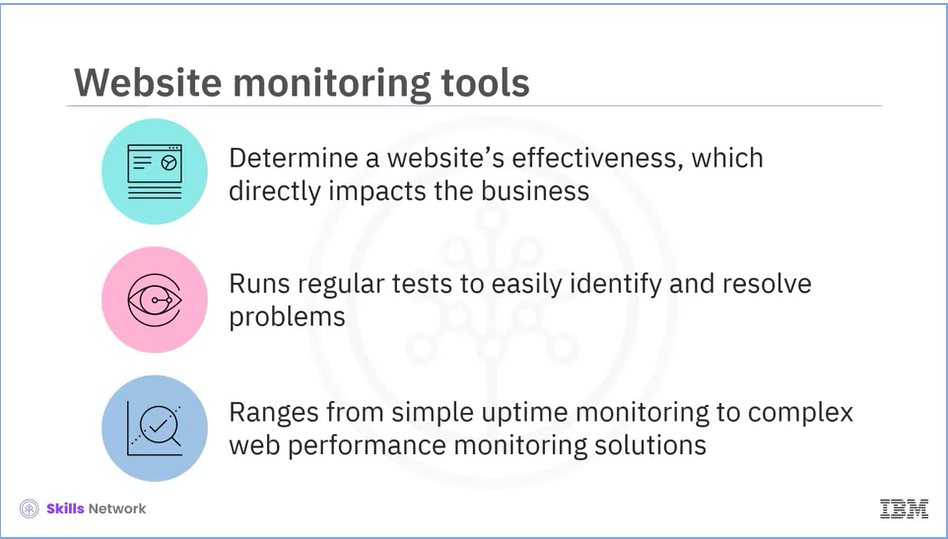 Website monitoring tools
Determine a website’s effectiveness, which
directly impacts the business
Runs regular tests to easily identify and resolve
problems
Ranges from simple uptime monitoring to complex
web performance monitoring solutions
Skills Network
IBM